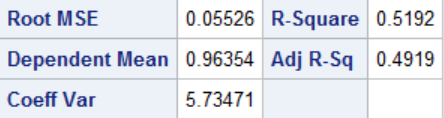 Root MSE 0.05526 R-Square 0.5192
Dependent Mean 0.96354 Adj R-Sq 0.4919
Coeff Var 5.73471